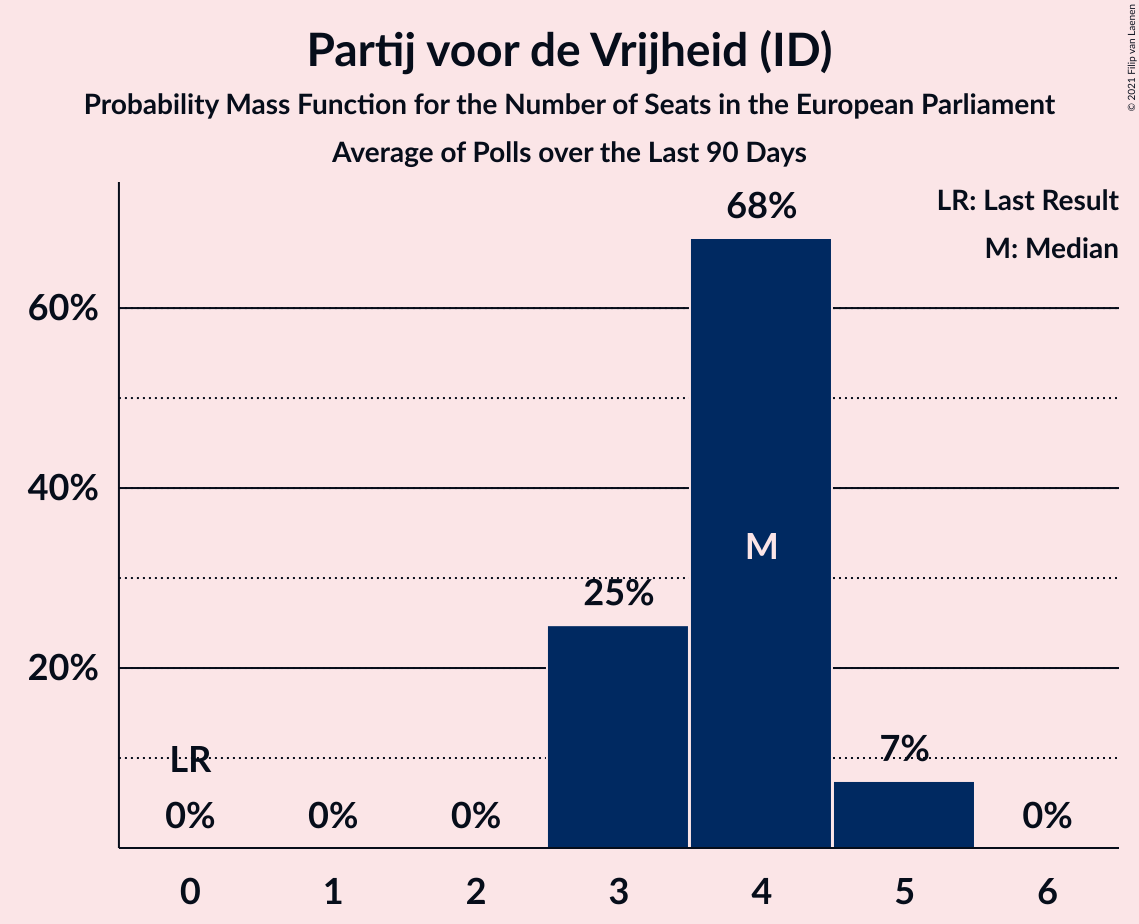 Partij voor de Vrijheid (ID)
Probability Mass Function for the Number of Seats in the European Parliament
Average of Polls over the Last 90 Days
© 2021 Filip van Laenen
LR: Last Result
M: Median
68%
60%
40%
M
25%
20%
LR
7%
0%
0%
0%
0%
0
1
2
3
4
5
6